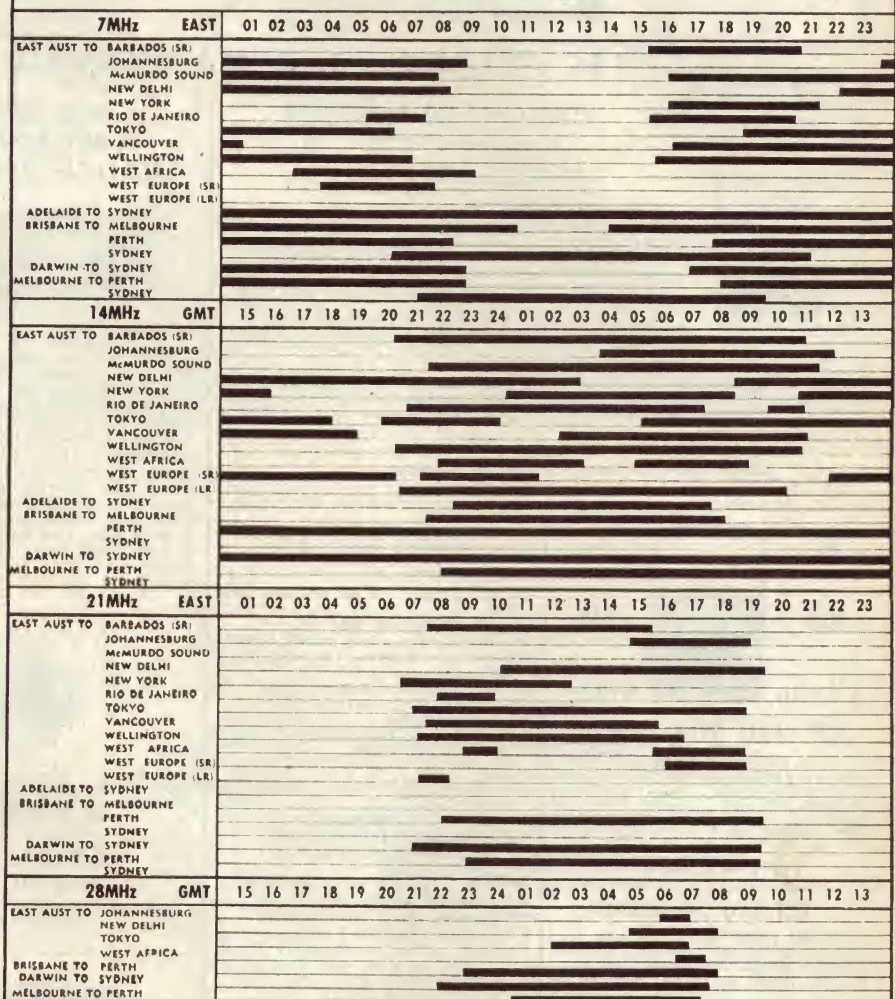 7MHz EAST 01 02 03 04 05 06 07 08 09 10 11 12 13 14 15 16 17 18 19 20 21 22 23
EAST AUST TO BARBADOS (SR)
JOHANNESBURG
McMURDO SOUND
NEW DELHI
NEW YORK
RIO DE JANEIRO
TOKYO
VANCOUVER
WELLINGTON
WEST AFRICA
WEST EUROPE (SR)
WEST EUROPE (LR)
ADELAIDE TO SYDNEY
BRISBANE TO MELBOURNE
PERTH
SYDNEY
DARWIN TO SYDNEY
MELBOURNE TO PERTH
SYDNEY
14MHz GMT 15 16 17 18 19 20 21 22 23 24 01 02 03 04 05 06 07 08 09 10 11 12 13
EAST AUST TO BARBADOS (SR)
JOHANNESBURG
McMURDO SOUND
NEW DELHI
NEW YORK
RIO DE JANEIRO
TOKYO
VANCOUVER
WELLINGTON
WEST AFRICA
WEST EUROPE (SR)
WEST EUROPE (LR)
ADELAIDE TO SYDNEY
BRISBANE TO MELBOURNE
PERTH
SYDNEY
DARWIN TO SYDNEY
MELBOURNE TO PERTH
SYDNEY
21MHz EAST 01 02 03 04 05 06 07 08 09 10 11 12 13 14 15 16 17 18 19 20 21 22 23
EAST AUST TO BARBADOS (SR)
JOHANNESBURG
McMURDO SOUND
NEW DELHI
NEW YORK
RIO DE JANEIRO
TOKYO
VANCOUVER
WELLINGTON
WEST AFRICA
WEST EUROPE (SR)
WEST EUROPE (LR)
ADELAIDE TO SYDNEY
BRISBANE TO MELBOURNE
PERTH
SYDNEY
DARWIN TO SYDNEY
MELBOURNE TO PERTH
SYDNEY
28MHz GMT 15 16 17 18 19 20 21 22 23 24 01 02 03 04 05 06 07 08 09 10 11 12 13
EAST AUST TO JOHANNESBURG
NEW DELHI
TOKYO
WEST AFRICA
BRISBANE TO PERTH
DARWIN TO SYDNEY
MELBOURNE TO PERTH